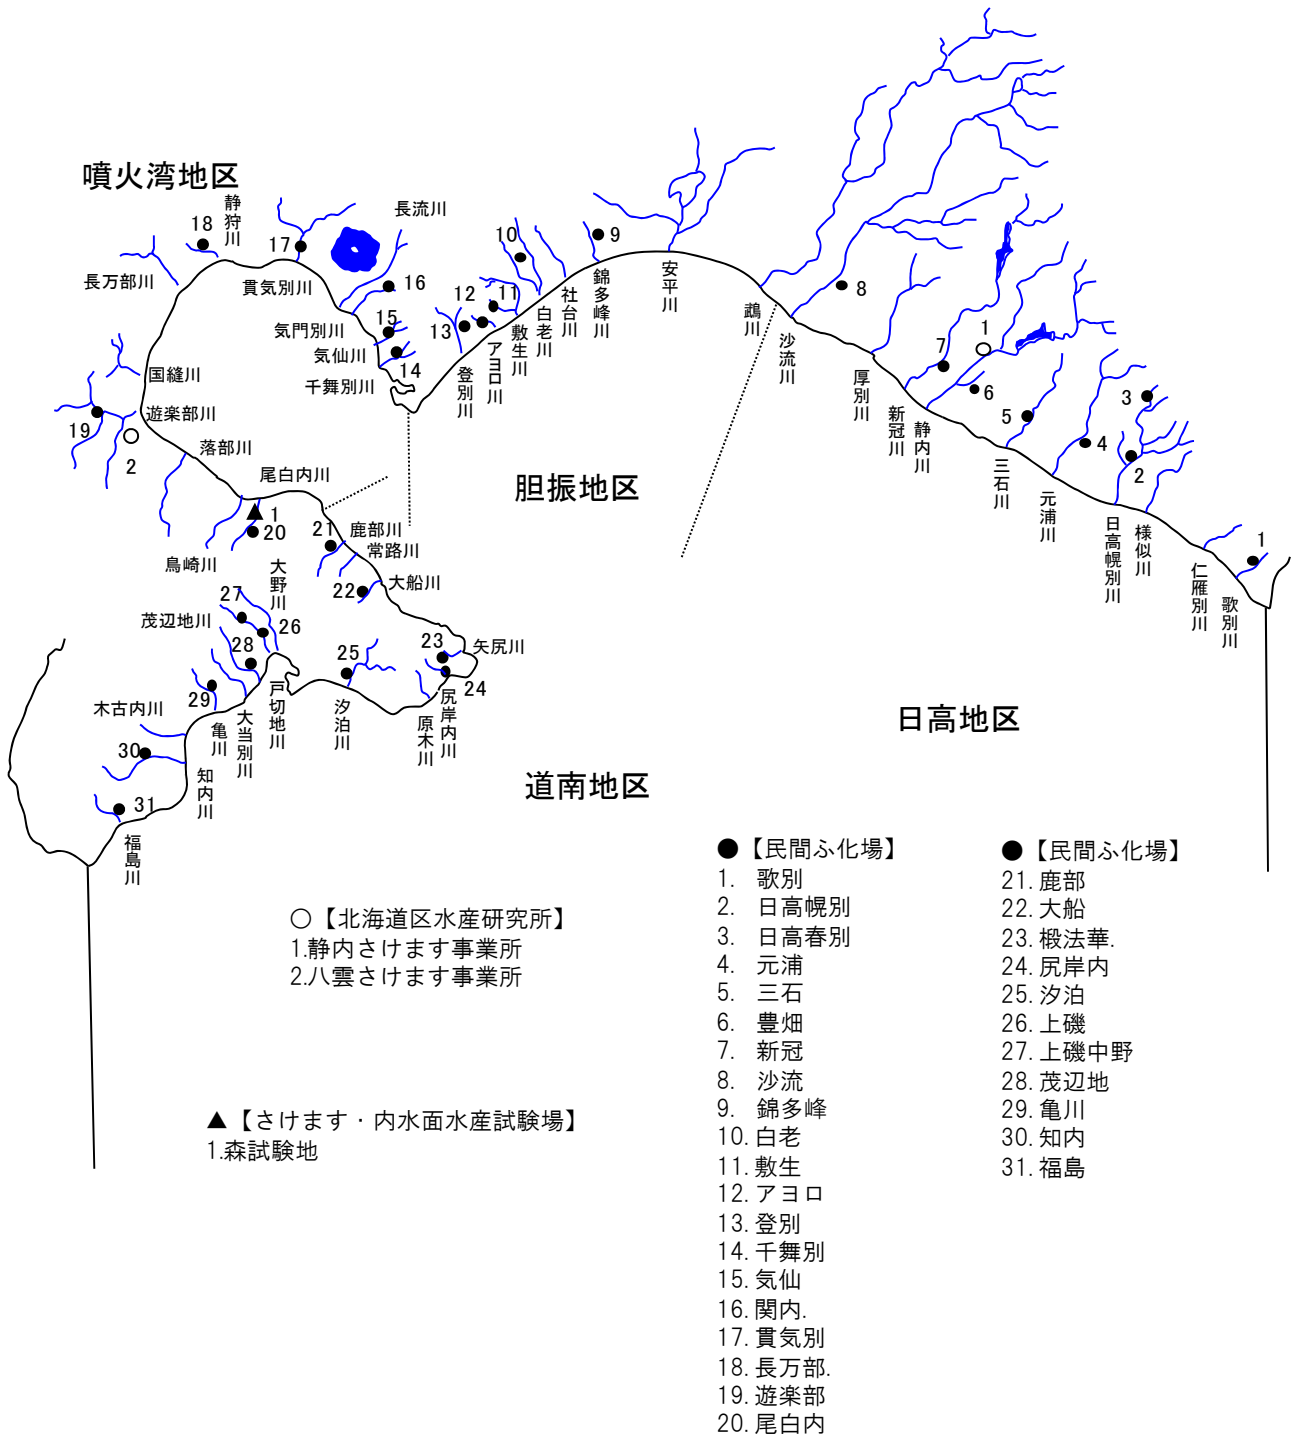 噴火湾地区
静狩川
18
長流川
17
長万部川
貫気別川
16
気門別川
15
気仙川
14
千舞別川
国縫川
19
遊楽部川
2
落部川
尾白内川
1
20
鳥崎川
10
9
11
12
13
登別川
アヨロ川
敷生川
白老川
社台川
錦多峰川
安平川
鵡川
沙流川
8
厚別川
新冠川
静内川
7
1
6
5
三石川
元浦川
4
3
2
日高幌別川
様似川
仁雁別川
歌別川
1
胆振地区
日高地区
道南地区
21
鹿部川
常路川
22
大船川
大野川
27
26
茂辺地川
28
29
25
23
矢尻川
24
尻岸内川
原木川
汐泊川
戸切地川
大当別川
亀川
木古内川
30
知内川
31
福島川
○【北海道区水産研究所】
1.静内さけます事業所
2.八雲さけます事業所
▲【さけます・内水面水産試験場】
1.森試験地
●【民間ふ化場】
1. 歌別
2. 日高幌別
3. 日高春別
4. 元浦
5. 三石
6. 豊畑
7. 新冠
8. 沙流
9. 錦多峰
10. 白老
11. 敷生
12. アヨロ
13. 登別
14. 千舞別
15. 気仙
16. 関内.
17. 貫気別
18. 長万部.
19. 遊楽部
20. 尾白内
●【民間ふ化場】
21. 鹿部
22. 大船
23. 椴法華.
24. 尻岸内
25. 汐泊
26. 上磯
27. 上磯中野
28. 茂辺地
29. 亀川
30. 知内
31. 福島